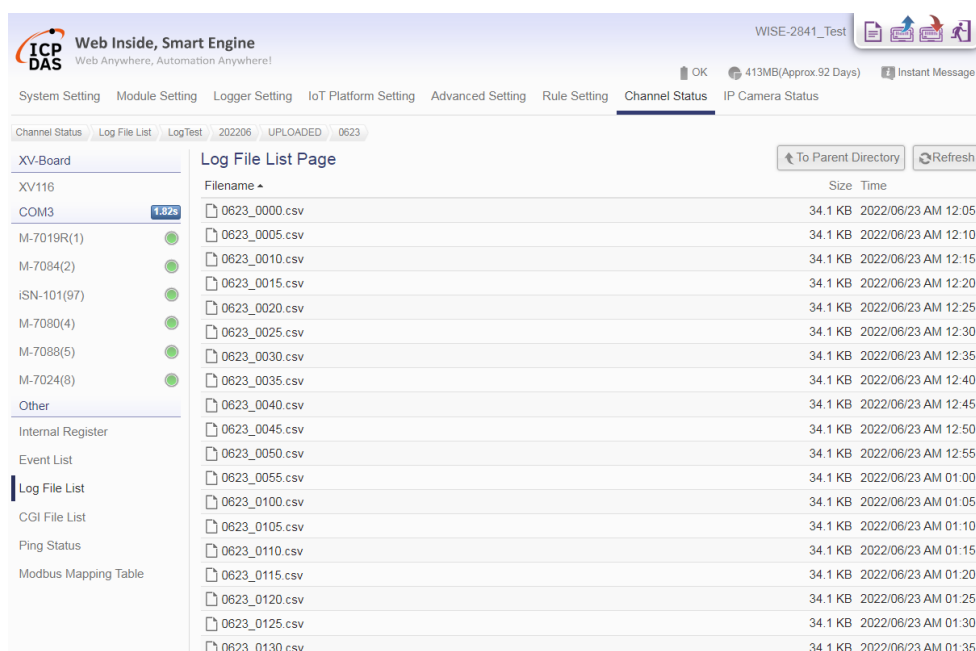 ICP DAS
Web Inside, Smart Engine
Web Anywhere, Automation Anywhere!
WISE-2841_Test
OK 413MB(Approx.92 Days) Instant Message
System Setting Module Setting Logger Setting IoT Platform Setting Advanced Setting Rule Setting Channel Status IP Camera Status
Channel Status Log File List LogTest 202206 UPLOADED 0623
XV-Board
XV116
COM3 1.82s
M-7019R(1)
M-7084(2)
iSN-101(97)
M-7080(4)
M-7088(5)
M-7024(8)
Other
Internal Register
Event List
Log File List
CGI File List
Ping Status
Modbus Mapping Table
Log File List Page
To Parent Directory Refresh
Filename Size Time
0623_0000.csv 34.1 KB 2022/06/23 AM 12:05
0623_0005.csv 34.1 KB 2022/06/23 AM 12:10
0623_0010.csv 34.1 KB 2022/06/23 AM 12:15
0623_0015.csv 34.1 KB 2022/06/23 AM 12:20
0623_0020.csv 34.1 KB 2022/06/23 AM 12:25
0623_0025.csv 34.1 KB 2022/06/23 AM 12:30
0623_0030.csv 34.1 KB 2022/06/23 AM 12:35
0623_0035.csv 34.1 KB 2022/06/23 AM 12:40
0623_0040.csv 34.1 KB 2022/06/23 AM 12:45
0623_0045.csv 34.1 KB 2022/06/23 AM 12:50
0623_0050.csv 34.1 KB 2022/06/23 AM 12:55
0623_0055.csv 34.1 KB 2022/06/23 AM 01:00
0623_0100.csv 34.1 KB 2022/06/23 AM 01:05
0623_0105.csv 34.1 KB 2022/06/23 AM 01:10
0623_0110.csv 34.1 KB 2022/06/23 AM 01:15
0623_0115.csv 34.1 KB 2022/06/23 AM 01:20
0623_0120.csv 34.1 KB 2022/06/23 AM 01:25
0623_0125.csv 34.1 KB 2022/06/23 AM 01:30
0623_0130.csv 34.1 KB 2022/06/23 AM 01:35